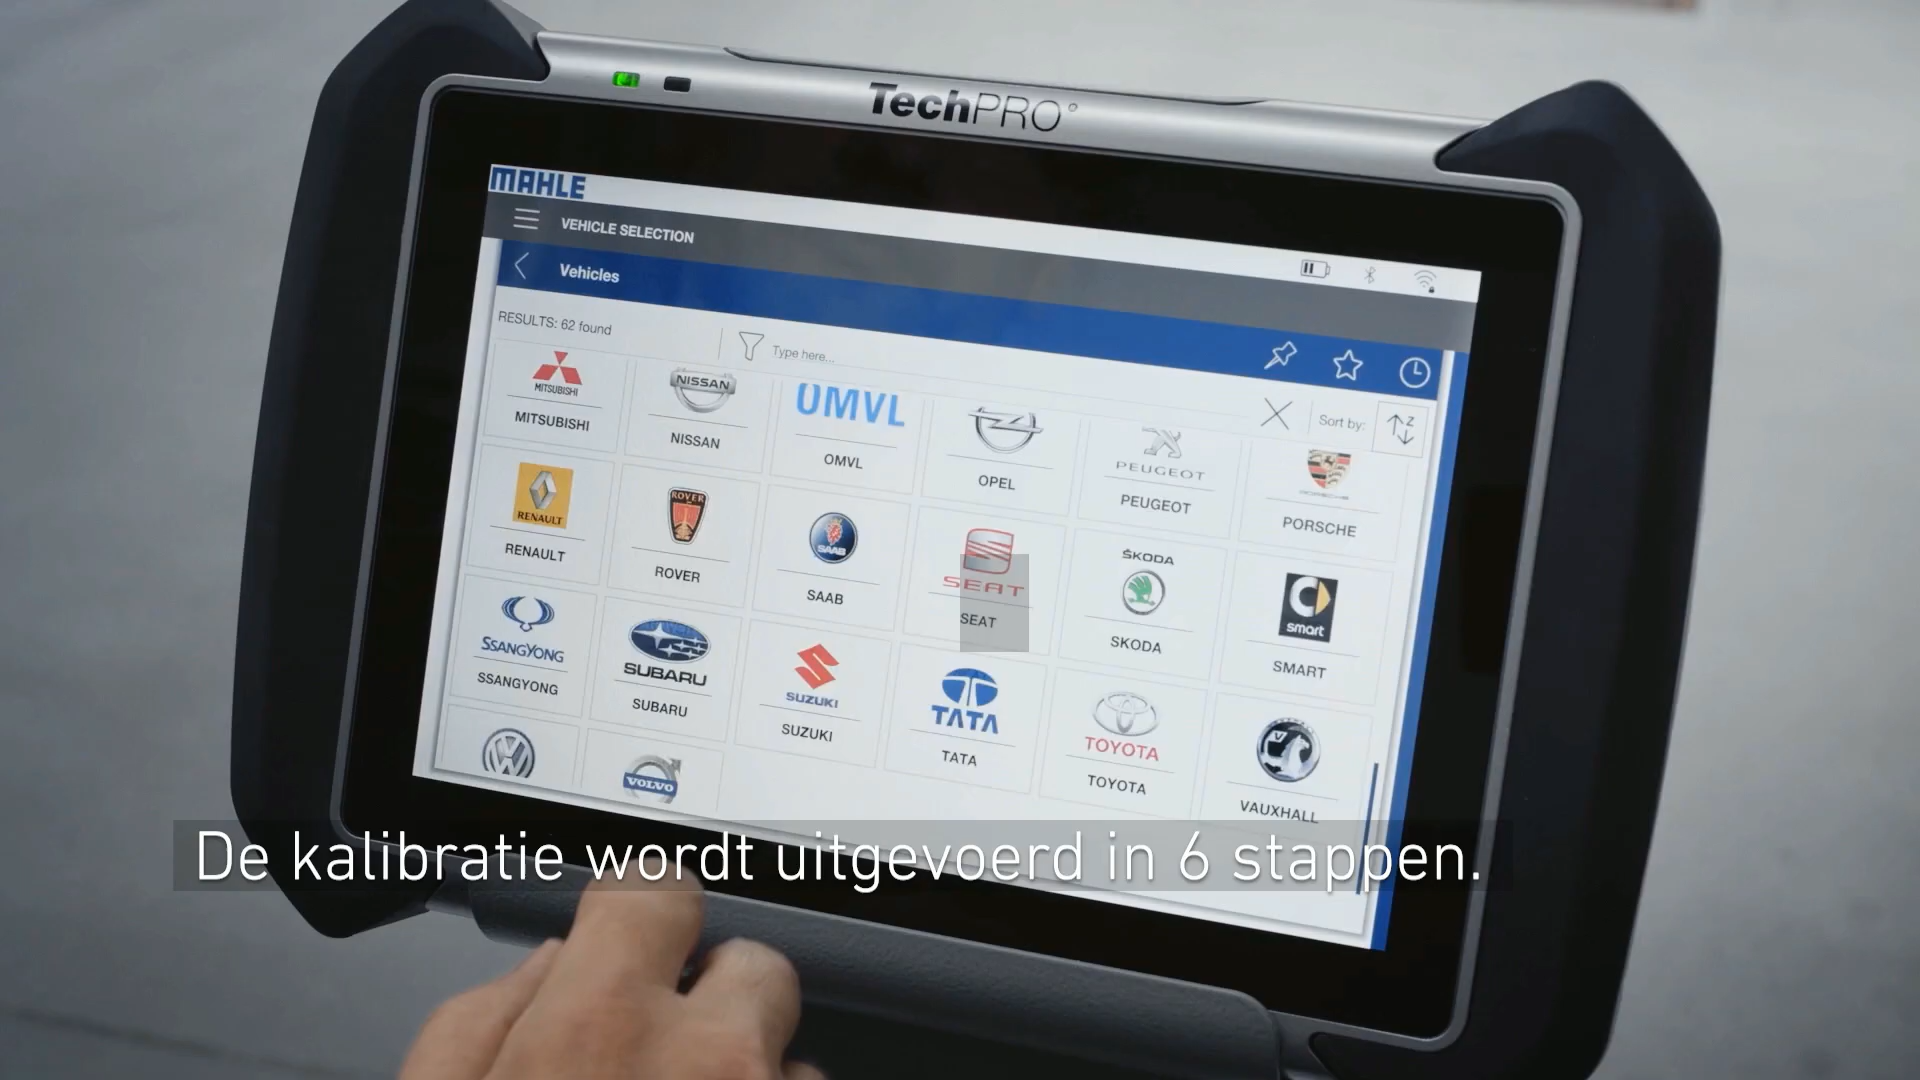 TechPRO°
MAHLE
VEHICLE SELECTION
Vehicles
RESULTS: 62 found
Type here...
Sort by:
Z
MITSUBISHI
NISSAN
OMVL
PEUGEOT
PORSCHE
MITSUBISHI
NISSAN
OMVL
OPEL
PEUGEOT
PORSCHE
RENAULT
ROVER
SAAB
SEAT
ŠKODA
smart
RENAULT
ROVER
SAAB
SEAT
SKODA
SMART
SSANGYONG
SUBARU
SUZUKI
TATA
TOYOTA
V
SSANGYONG
SUBARU
SUZUKI
TATA
TOYOTA
VAUXHALL
VOLVO
De kalibratie wordt uitgevoerd in 6 stappen.